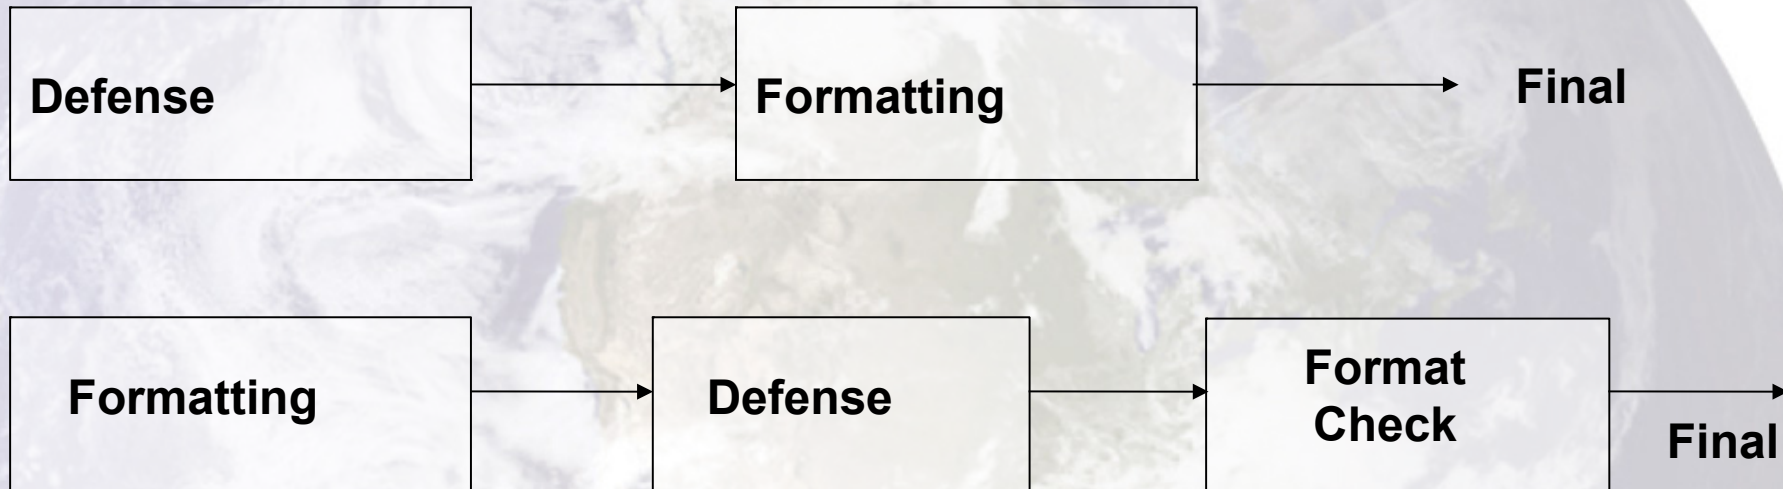 Defense
Formatting
Final
Formatting
Defense
Format
Check
Final